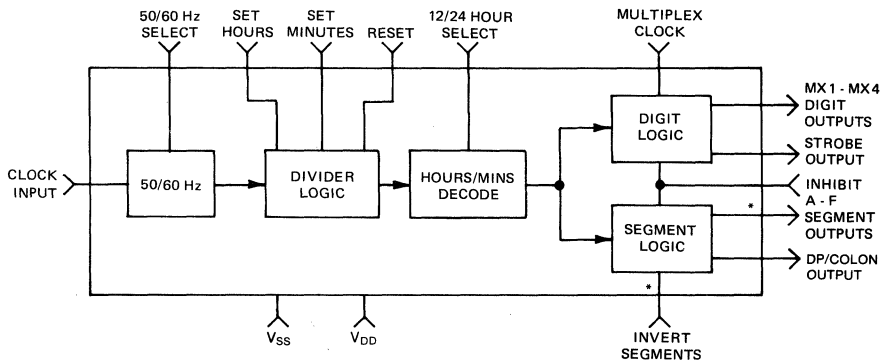 50/60 Hz
SELECT
SET
HOURS
SET
MINUTES
RESET
12/24 HOUR
SELECT
MULTIPLEX
CLOCK
CLOCK
INPUT
50/60 Hz
DIVIDER
LOGIC
HOURS/MINS
DECODE
DIGIT
LOGIC
SEGMENT
LOGIC
MX1 - MX4
DIGIT
OUTPUTS
STROBE
OUTPUT
INHIBIT
*
A - F
SEGMENT
OUTPUTS
DP/COLON
OUTPUT
*
VSS
VDD
INVERT
SEGMENTS